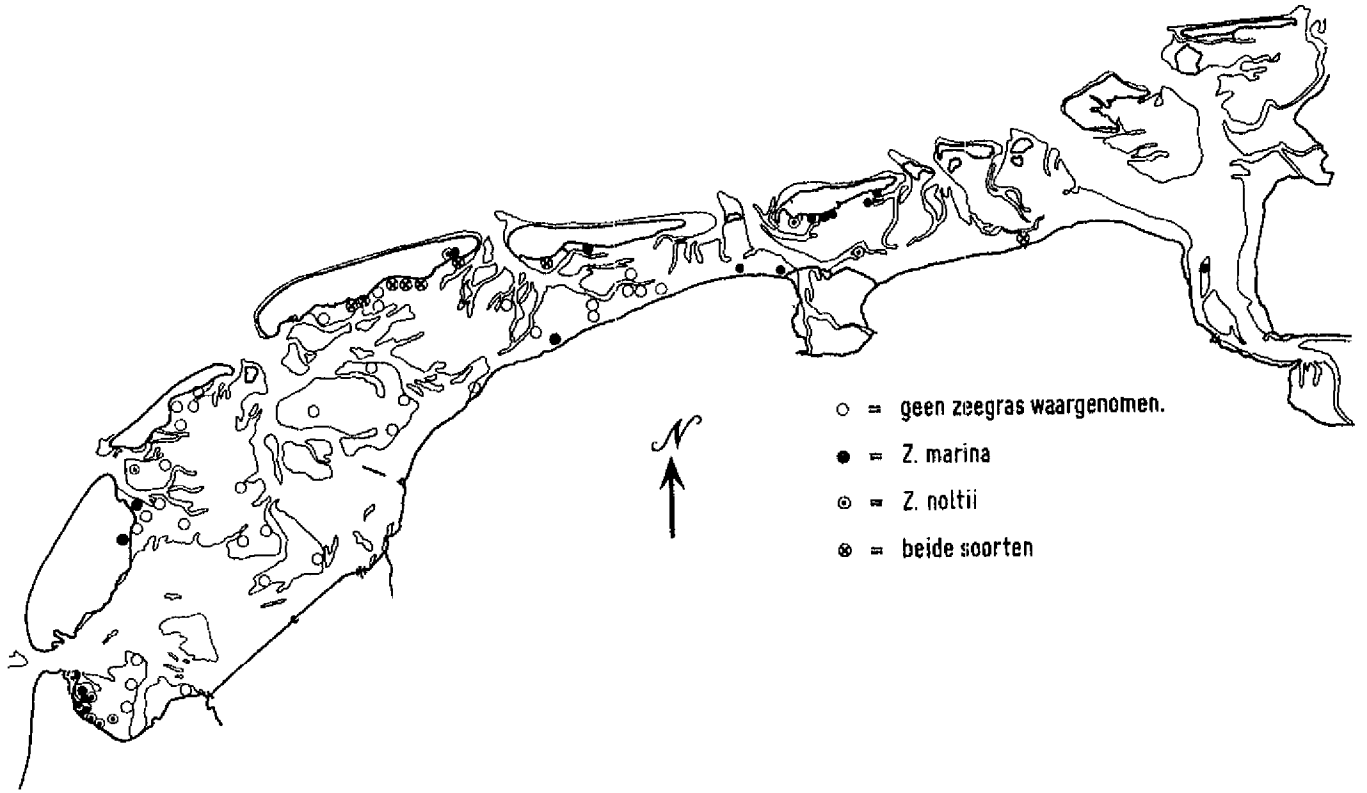 N
○ = geen zeegras waargenomen.
● = Z. marina
⊙ = Z. noltii
⊗ = beide soorten